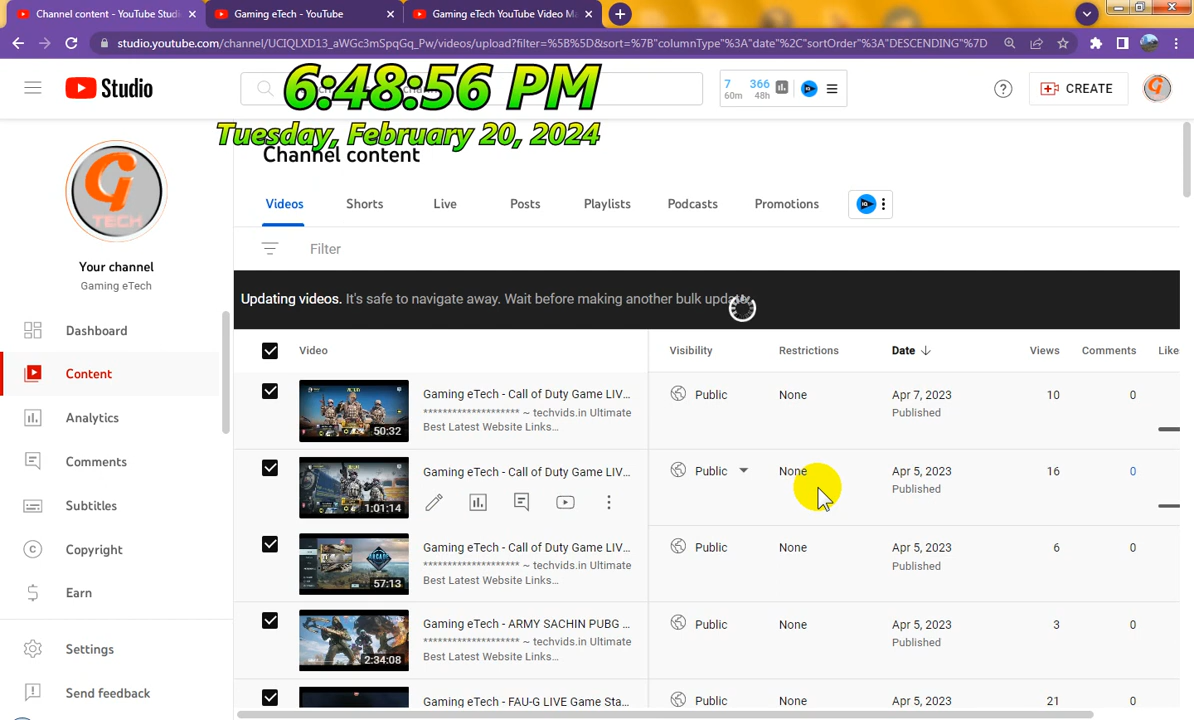 Channel content - YouTube Studi
Gaming eTech - YouTube
Gaming eTech YouTube Video Ma
studio.youtube.com/channel/UCIQLXD13_aWGc3mSpqGq_Pw/videos/upload?filter=%5B%5D&sort=%7B"columnType"%3A"date"%2C"sortOrder"%3A"DESCENDING"%7D
Studio
7
60m
366
48h
CREATE
6:48:56 PM
Tuesday, February 20, 2024
Channel content
Videos
Shorts
Live
Posts
Playlists
Podcasts
Promotions
Filter
G
TECH
Your channel
Gaming eTech
Dashboard
Content
Analytics
Comments
Subtitles
Copyright
Earn
Settings
Send feedback
Updating videos. It's safe to navigate away. Wait before making another bulk update.
Video
Visibility
Restrictions
Date
Views
Comments
Like
50:32
Gaming eTech - Call of Duty Game LIV...
******************** ~ techvids.in Ultimate
Best Latest Website Links...
Public
None
Apr 7, 2023
Published
10
0
1:01:14
Gaming eTech - Call of Duty Game LIV...
Public
None
Apr 5, 2023
Published
16
0
57:13
Gaming eTech - Call of Duty Game LIV...
******************** ~ techvids.in Ultimate
Best Latest Website Links...
Public
None
Apr 5, 2023
Published
6
0
2:34:08
Gaming eTech - ARMY SACHIN PUBG ...
******************** ~ techvids.in Ultimate
Best Latest Website Links...
Public
None
Apr 5, 2023
Published
3
0
Gaming eTech - FAU-G LIVE Game Sta...
Public
None
Apr 5, 2023
21
0